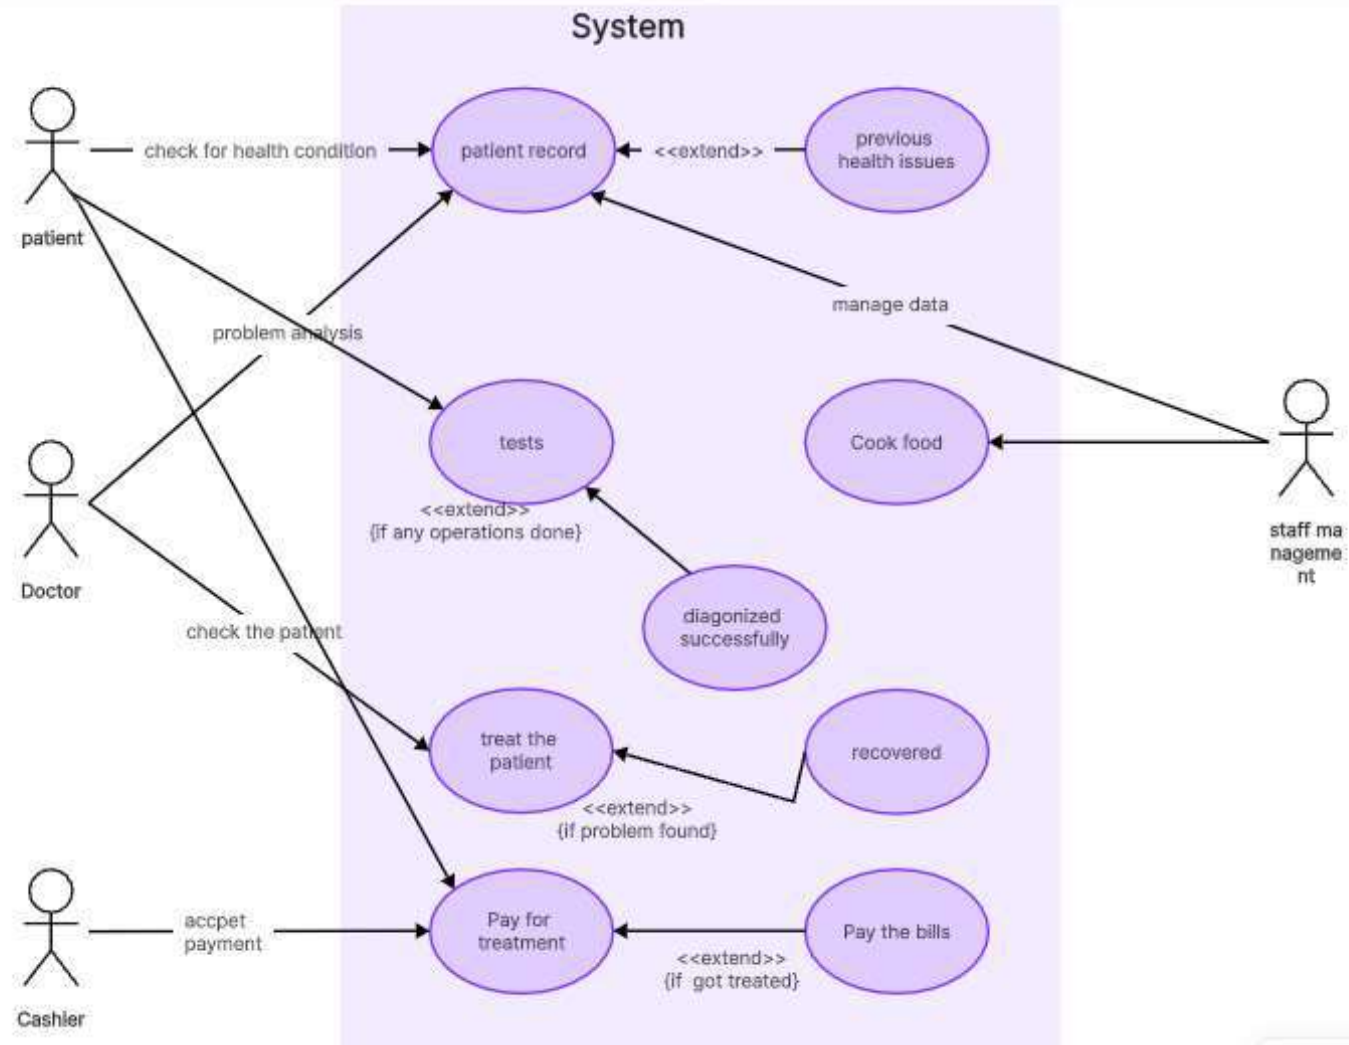 System
check for health condition
patient record
<<extend>>
previous
health issues
patient
manage data
problem analysis
tests
Cook food
<<extend>>
{if any operations done}
staff ma
nageme
nt
Doctor
diagonized
successfully
check the patient
treat the
patient
recovered
<<extend>>
{if problem found}
accpet
payment
Pay for
treatment
Pay the bills
<<extend>>
{if got treated}
Cashier